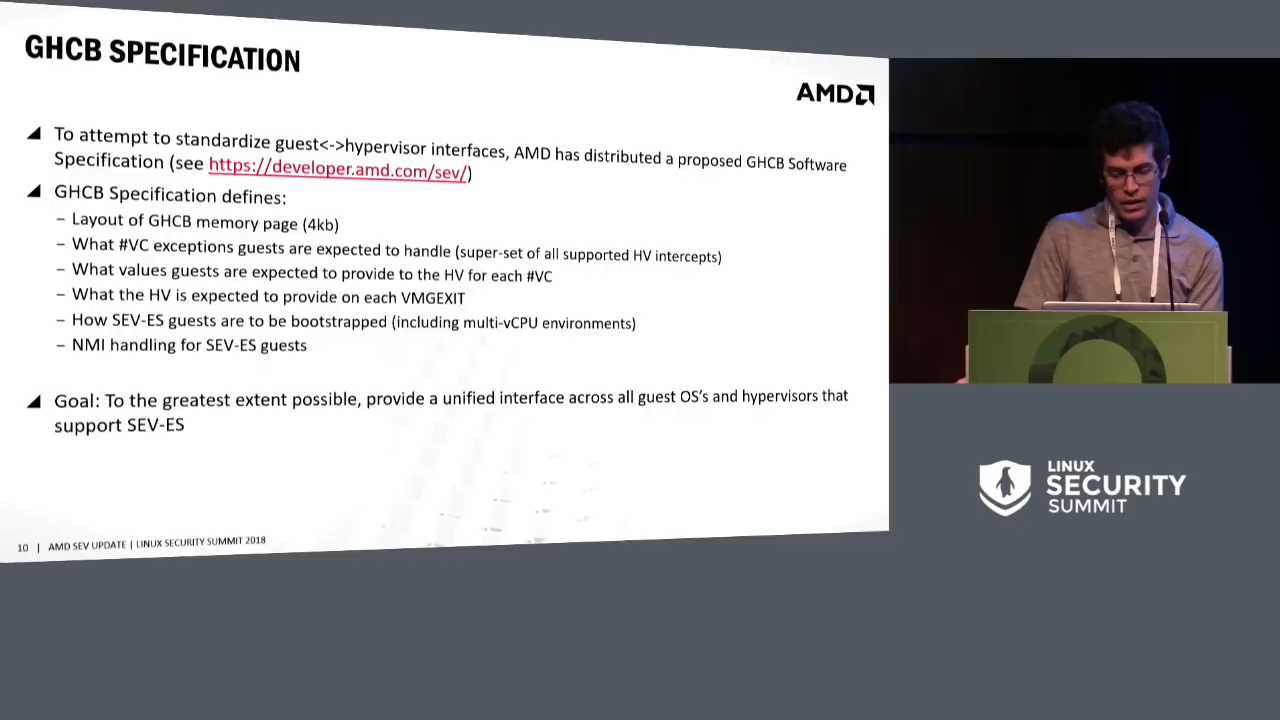 GHCB SPECIFICATION
AMD
To attempt to standardize guest<->hypervisor interfaces, AMD has distributed a proposed GHCB Software
Specification (see https://developer.amd.com/sev/)
GHCB Specification defines:
– Layout of GHCB memory page (4kb)
– What #VC exceptions guests are expected to handle (super-set of all supported HV intercepts)
– What values guests are expected to provide to the HV for each #VC
– What the HV is expected to provide on each VMGEXIT
– How SEV-ES guests are to be bootstrapped (including multi-vCPU environments)
– NMI handling for SEV-ES guests
Goal: To the greatest extent possible, provide a unified interface across all guest OS's and hypervisors that
support SEV-ES
10 | AMD SEV UPDATE | LINUX SECURITY SUMMIT 2018
LINUX
SECURITY
SUMMIT